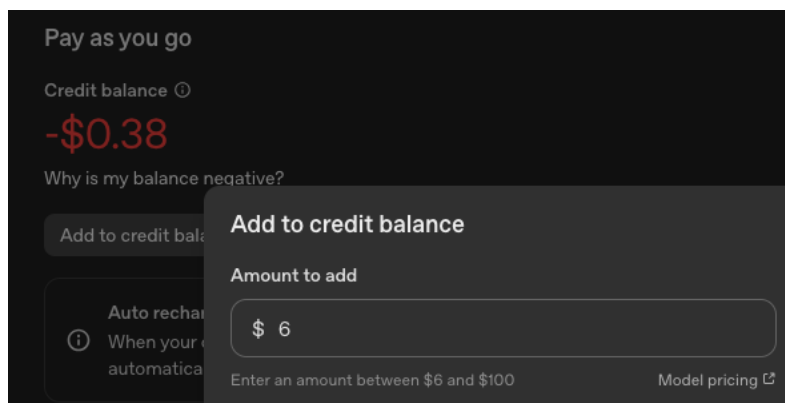 Pay as you go
Credit balance
-$0.38
Why is my balance negative?
Add to credit bala
Add to credit balance
Amount to add
$ 6
Enter an amount between $6 and $100
Model pricing
Auto rechar
When your
automatica